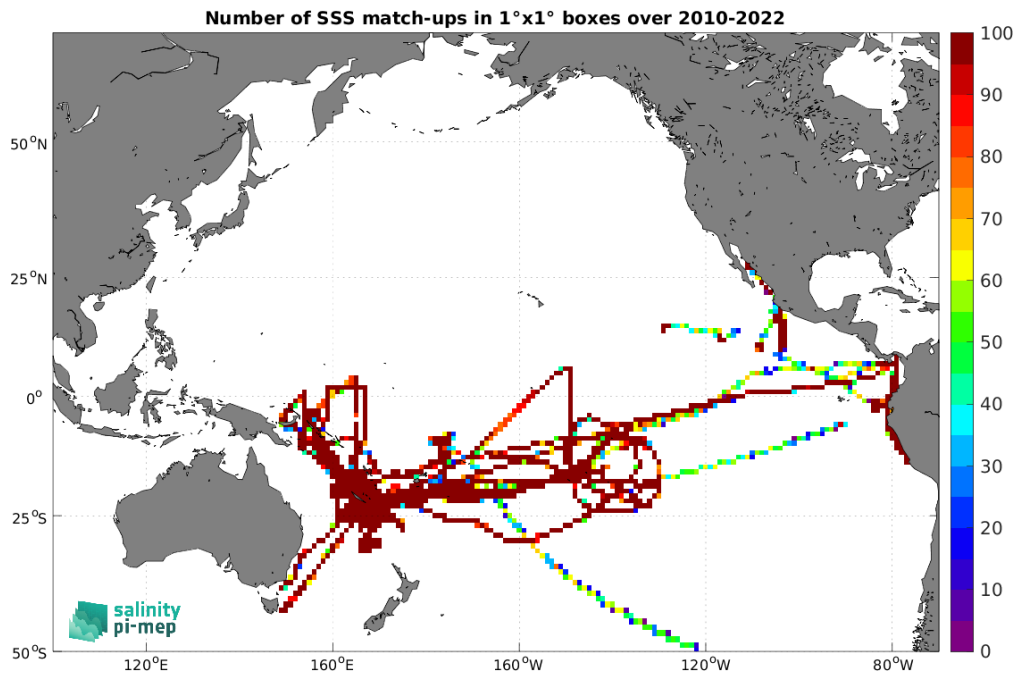 Number of SSS match-ups in 1°x1° boxes over 2010-2022
100
90
80
70
60
50
40
30
20
10
0
50°N
25°N
0°
25°S
50°S
120°E
160°E
160°W
120°W
80°W
salinity
pi-mep